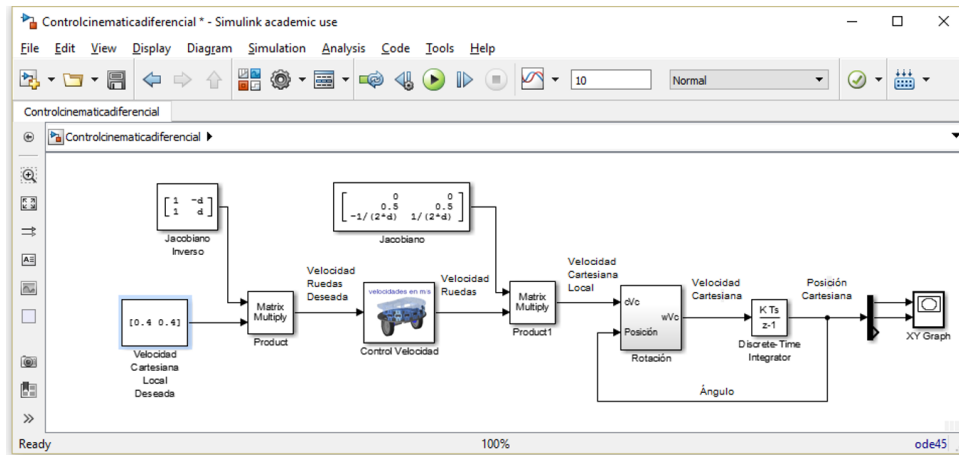 Controlcinematicadiferencial * - Simulink academic use
File Edit View Display Diagram Simulation Analysis Code Tools Help
10
Normal
Controlcinematicadiferencial
Controlcinematicadiferencial
1 -d
1 d
Jacobiano
Inverso
0 0
0.5 0.5
-1/(2*d) 1/(2*d)
Jacobiano
[0.4 0.4]
Velocidad
Cartesiana
Local
Deseada
Matrix
Multiply
Product
Velocidad
Ruedas
Deseada
velocidades en m/s
Control Velocidad
Velocidad
Ruedas
Matrix
Multiply
Product1
Velocidad
Cartesiana
Local
cVc
wVc
Posición
Rotación
Velocidad
Cartesiana
K Ts
z-1
Discrete-Time
Integrator
Posición
Cartesiana
XY Graph
Ángulo
Ready
100%
ode45